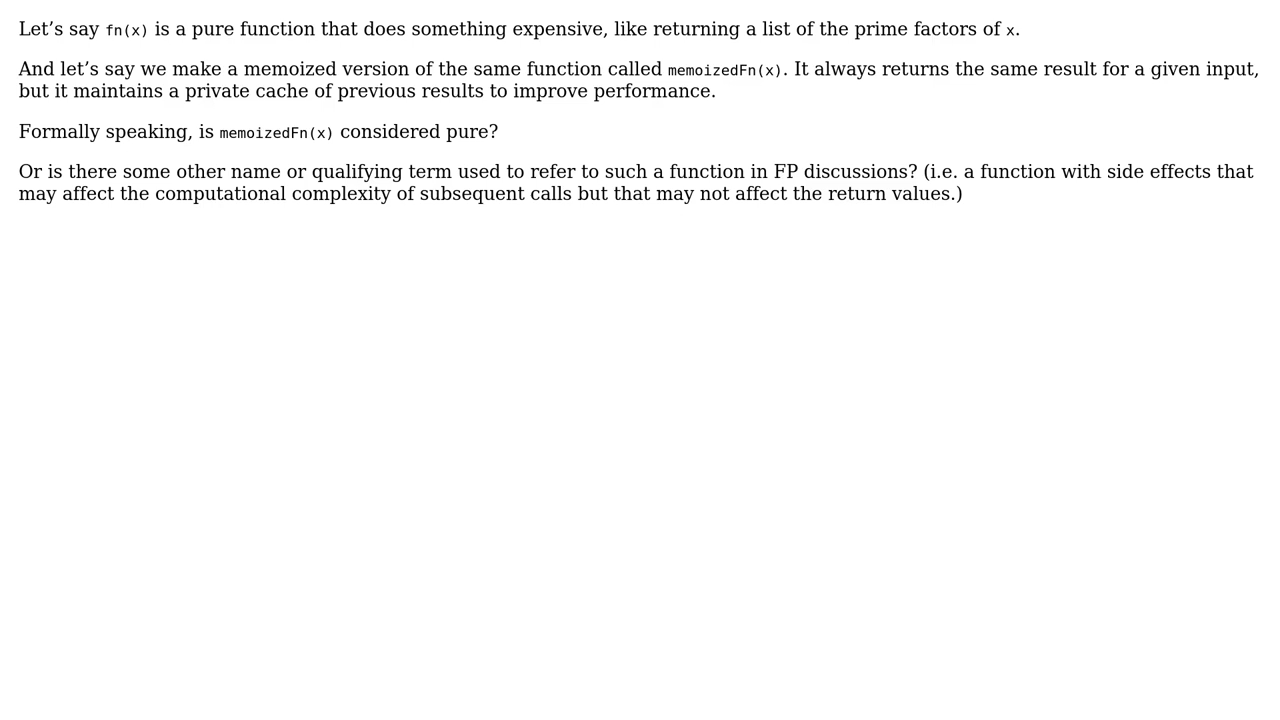 Let’s say fn(x) is a pure function that does something expensive, like returning a list of the prime factors of x.
And let’s say we make a memoized version of the same function called memoizedFn(x). It always returns the same result for a given input,
but it maintains a private cache of previous results to improve performance.
Formally speaking, is memoizedFn(x) considered pure?
Or is there some other name or qualifying term used to refer to such a function in FP discussions? (i.e. a function with side effects that
may affect the computational complexity of subsequent calls but that may not affect the return values.)